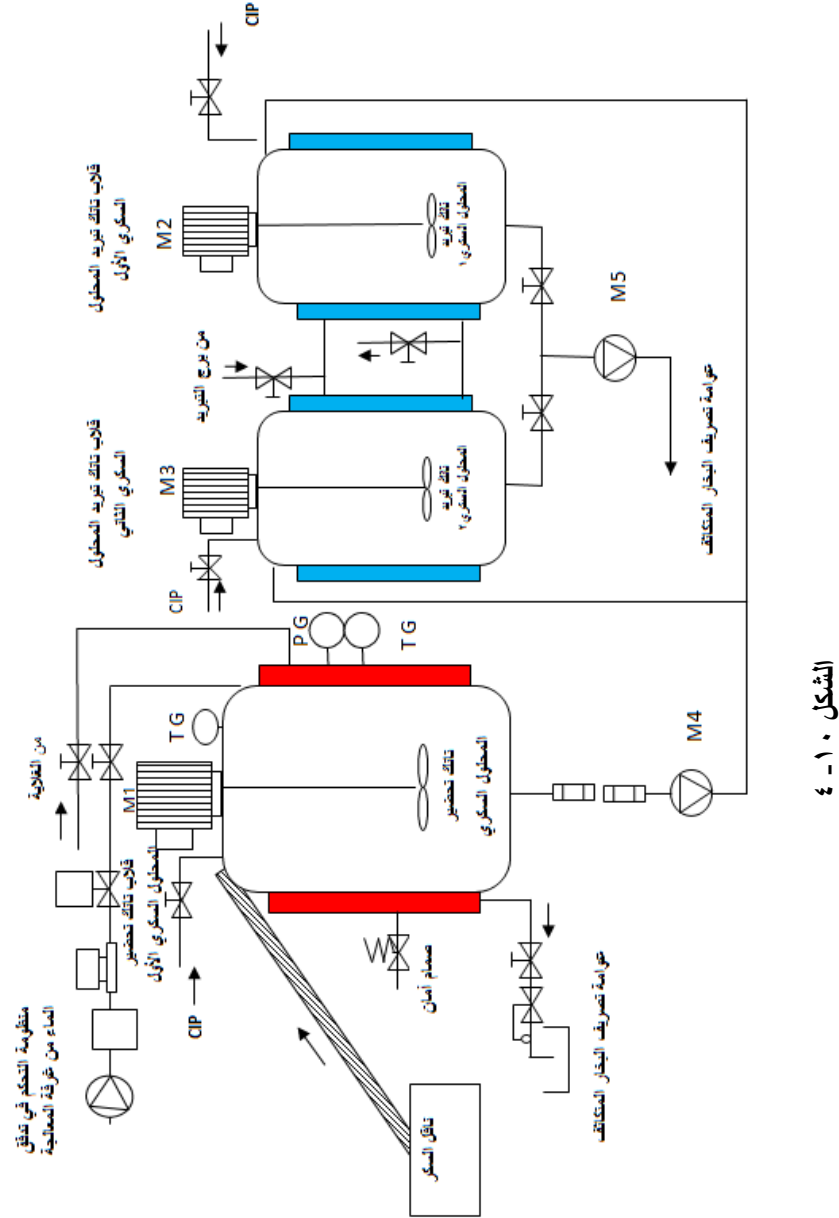 منظومة التحكم في تدفق
الماء من غرفة المعالجة
من الغلاية
CIP
قلاب تانك تحضير
المحلول السكري الأول
M1
T G
P G
T G
تانك تحضير
المحلول السكري
ناقل السكر
صمام أمان
عوامة تصريف البخار المتكاثف
M4
CIP
قلاب تانك تبريد المحلول
السكري الثاني
M3
تانك تبريد
المحلول السكري ٢
من برج التبريد
قلاب تانك تبريد المحلول
السكري الأول
M2
تانك تبريد
المحلول السكري ١
CIP
M5
عوامة تصريف البخار المتكاثف
الشكل ١٠ - ٤